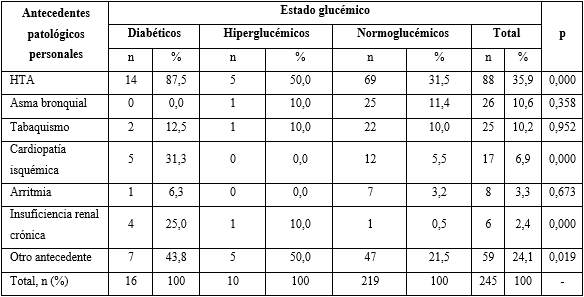 Antecedentes patológicos personales Estado glucémico p
Diabéticos Hiperglucémicos Normoglucémicos Total
n % n % n % n %
HTA 14 87,5 5 50,0 69 31,5 88 35,9 0,000
Asma bronquial 0 0,0 1 10,0 25 11,4 26 10,6 0,358
Tabaquismo 2 12,5 1 10,0 22 10,0 25 10,2 0,952
Cardiopatía isquémica 5 31,3 0 0,0 12 5,5 17 6,9 0,000
Arritmia 1 6,3 0 0,0 7 3,2 8 3,3 0,673
Insuficiencia renal crónica 4 25,0 1 10,0 1 0,5 6 2,4 0,000
Otro antecedente 7 43,8 5 50,0 47 21,5 59 24,1 0,019
Total, n (%) 16 100 10 100 219 100 245 100 -